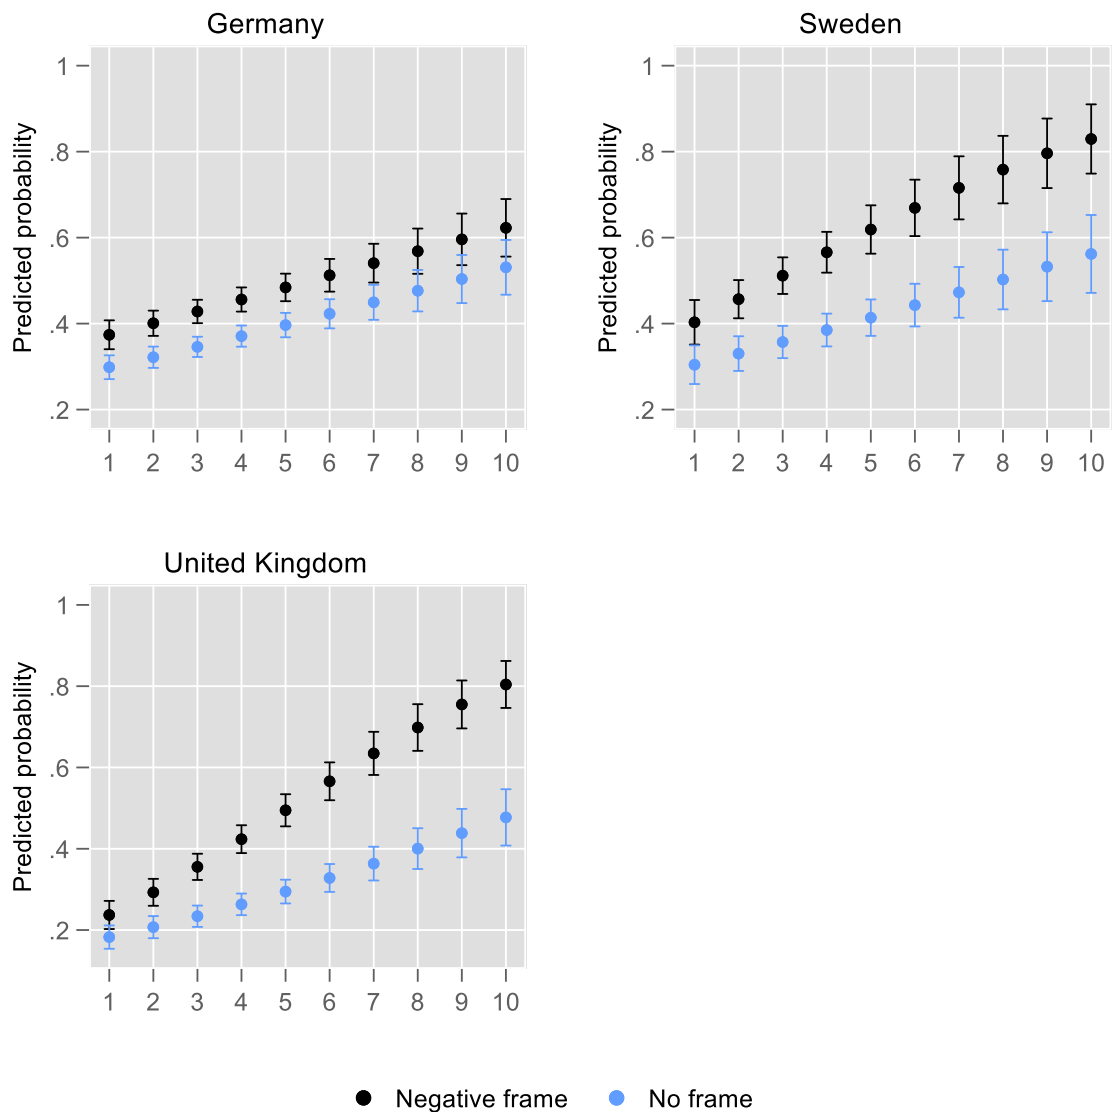 Germany
Predicted probability
1
.8
.6
.4
.2
1 2 3 4 5 6 7 8 9 10
Sweden
Predicted probability
1
.8
.6
.4
.2
1 2 3 4 5 6 7 8 9 10
United Kingdom
Predicted probability
1
.8
.6
.4
.2
1 2 3 4 5 6 7 8 9 10
Negative frame No frame